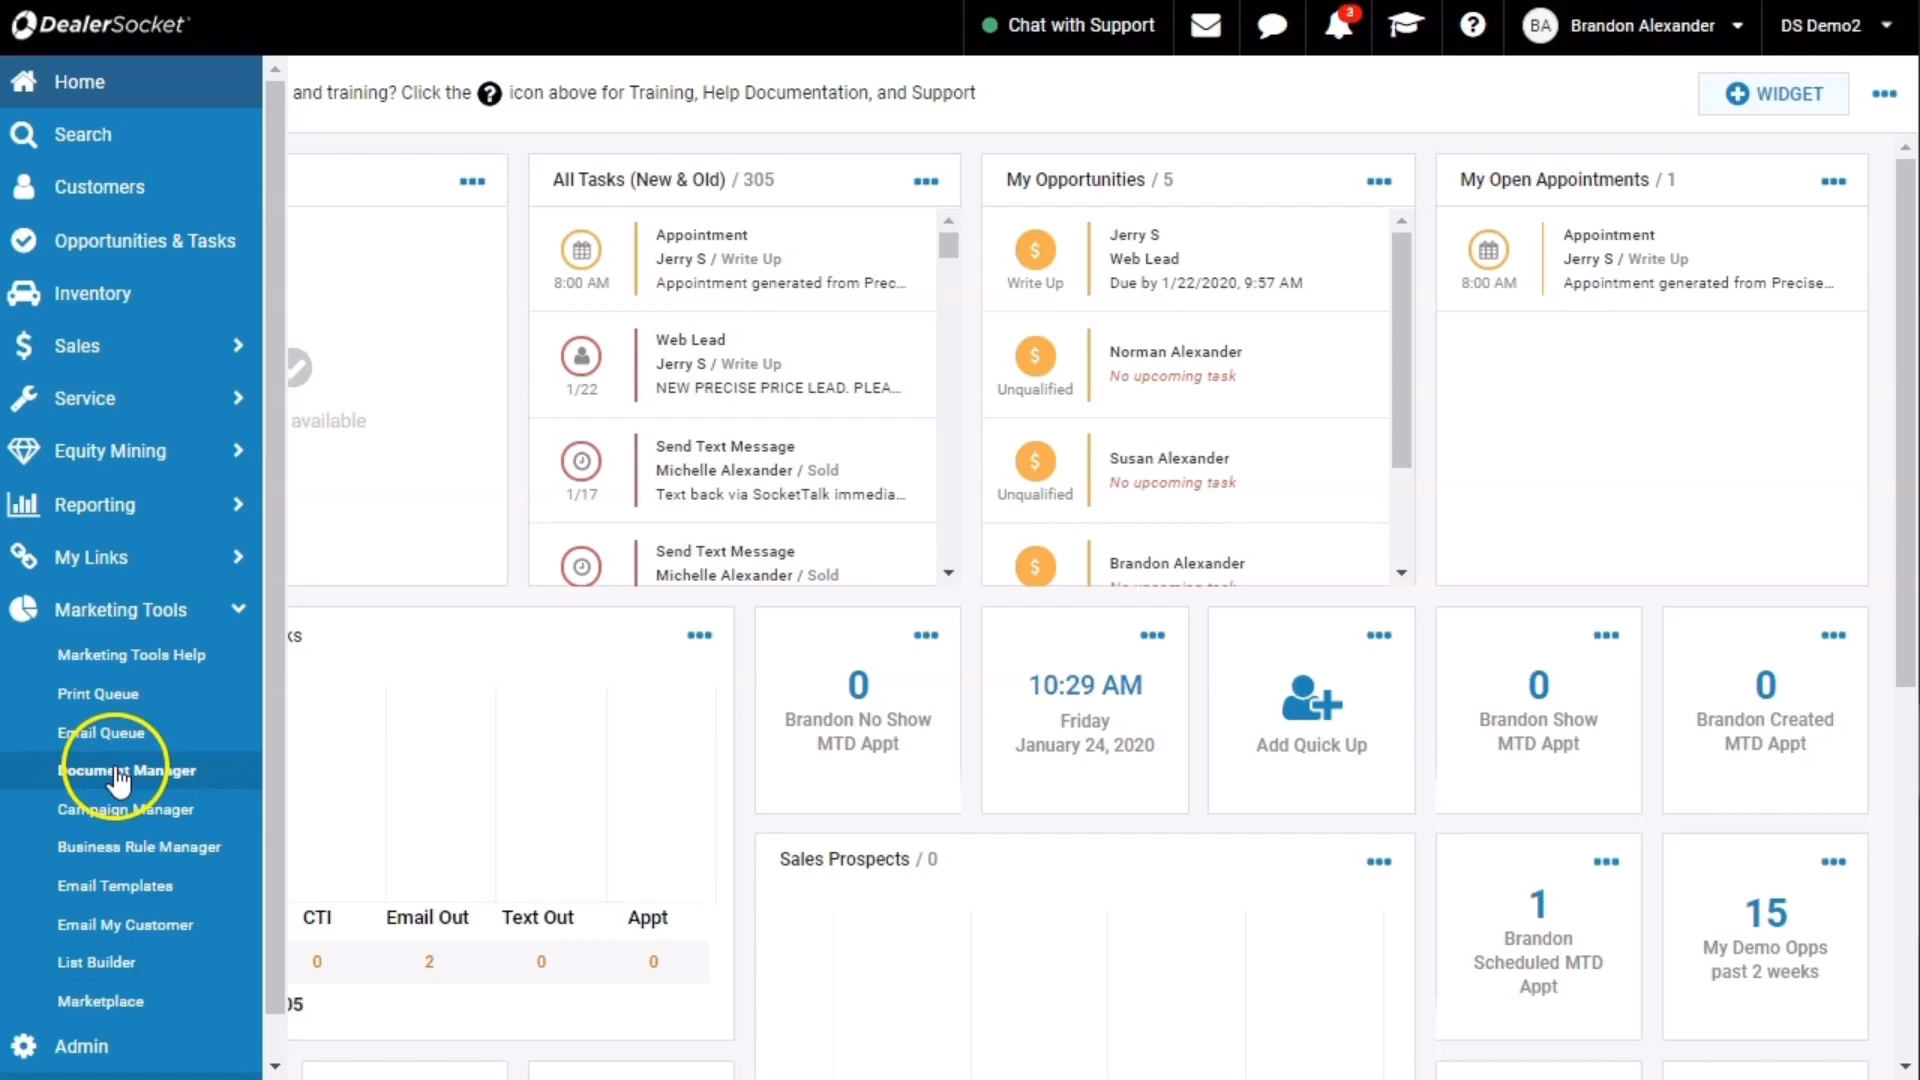 DealerSocket
Chat with Support
3
BA
Brandon Alexander
DS Demo2
Home
and training? Click the ? icon above for Training, Help Documentation, and Support
WIDGET
Search
Customers
Opportunities & Tasks
Inventory
Sales
Service
Equity Mining
Reporting
My Links
Marketing Tools
Marketing Tools Help
Print Queue
Email Queue
Document Manager
Campaign Manager
Business Rule Manager
Email Templates
Email My Customer
List Builder
Marketplace
Admin
available
All Tasks (New & Old) / 305
Appointment
Jerry S / Write Up
8:00 AM
Appointment generated from Prec...
Web Lead
Jerry S / Write Up
1/22
NEW PRECISE PRICE LEAD. PLEA...
Send Text Message
Michelle Alexander / Sold
1/17
Text back via SocketTalk immedia...
Send Text Message
Michelle Alexander / Sold
My Opportunities / 5
Jerry S
Web Lead
Write Up
Due by 1/22/2020, 9:57 AM
Norman Alexander
No upcoming task
Unqualified
Susan Alexander
No upcoming task
Unqualified
Brandon Alexander
No upcoming task
My Open Appointments / 1
Appointment
Jerry S / Write Up
8:00 AM
Appointment generated from Precise...
ks
CTI
Email Out
Text Out
Appt
0
2
0
0
05
0
Brandon No Show
MTD Appt
10:29 AM
Friday
January 24, 2020
Add Quick Up
0
Brandon Show
MTD Appt
0
Brandon Created
MTD Appt
Sales Prospects / 0
1
Brandon
Scheduled MTD
Appt
15
My Demo Opps
past 2 weeks